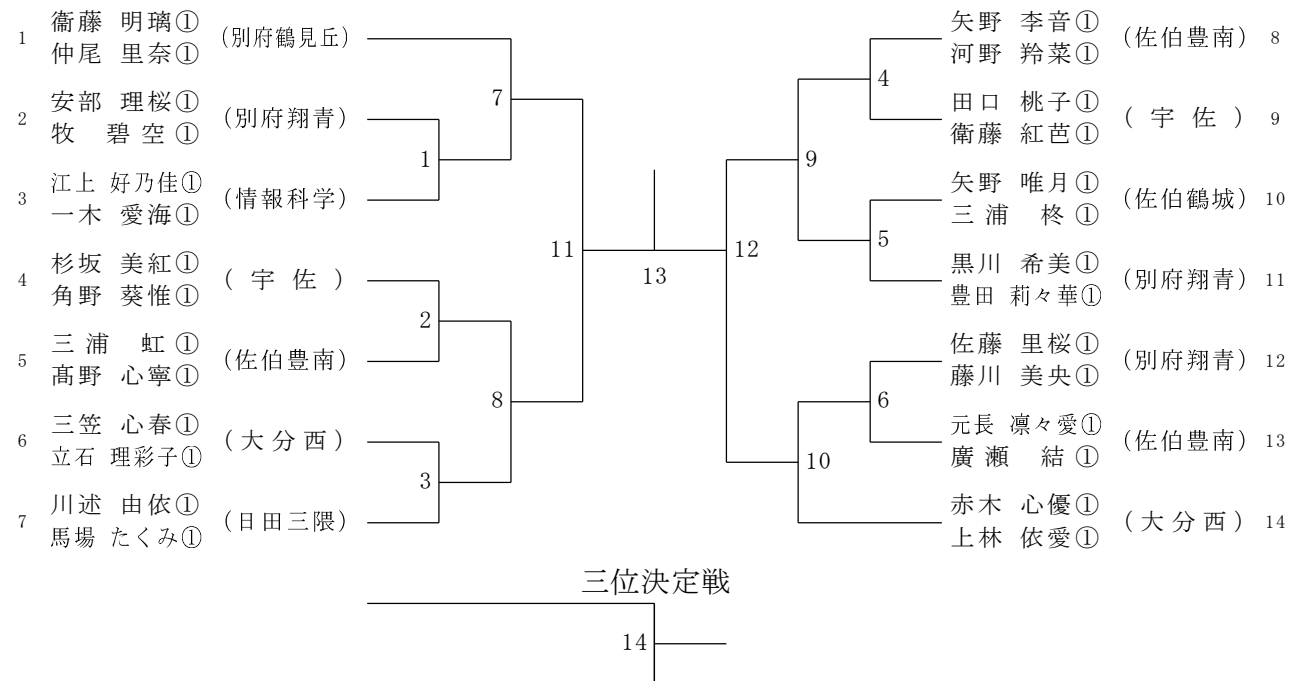 1 衞藤 明璃① (別府鶴見丘)
仲尾 里奈①
2 安部 理桜① (別府翔青)
牧 碧空①
3 江上 好乃佳① (情報科学)
一木 愛海①
4 杉坂 美紅① (宇佐)
角野 葵惟①
5 三浦 虹① (佐伯豊南)
髙野 心寧①
6 三笠 心春① (大分西)
立石 理彩子①
7 川述 由依① (日田三隈)
馬場 たくみ①
7
1
11
2
8
3
13
12
4
9
5
6
10
矢野 李音① (佐伯豊南) 8
河野 羚菜①
田口 桃子① (宇佐) 9
衛藤 紅芭①
矢野 唯月① (佐伯鶴城) 10
三浦 柊①
黒川 希美① (別府翔青) 11
豊田 莉々華①
佐藤 里桜① (別府翔青) 12
藤川 美央①
元長 凛々愛① (佐伯豊南) 13
廣瀬 結①
赤木 心優① (大分西) 14
上林 依愛①
三位決定戦
14